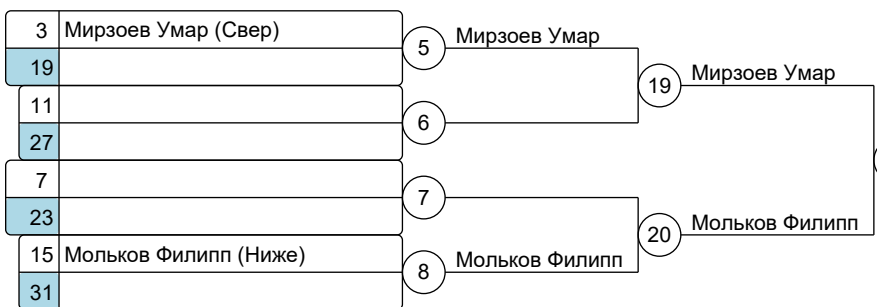 3 Мирзоев Умар (Свер)
19
5 Мирзоев Умар
19 Мирзоев Умар
11
27
6
7
23
7
20 Мольков Филипп
15 Мольков Филипп (Ниже)
31
8 Мольков Филипп